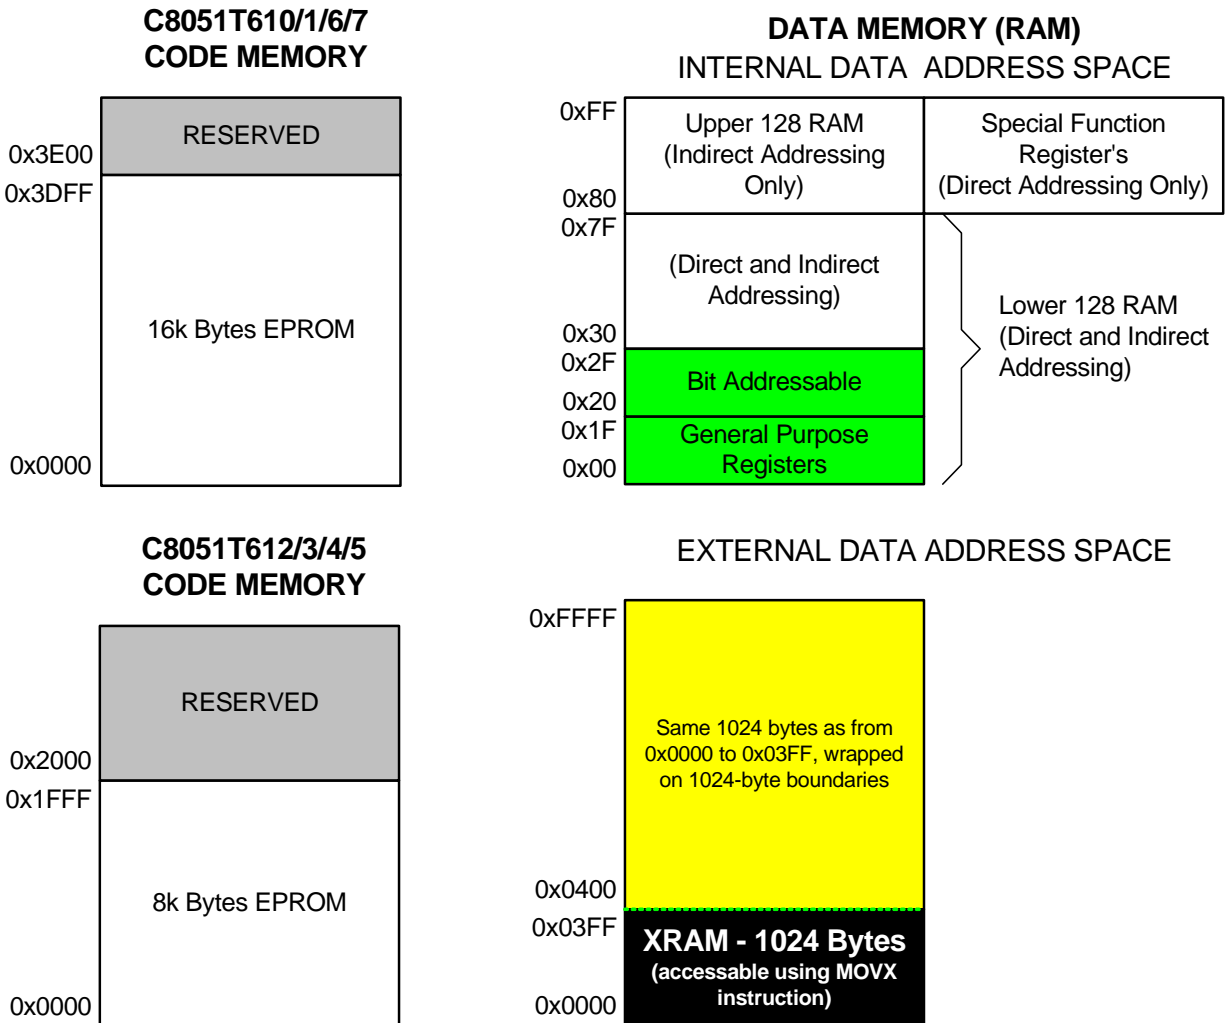 C8051T610/1/6/7
CODE MEMORY
RESERVED
0x3E00
0x3DFF
16k Bytes EPROM
0x0000
DATA MEMORY (RAM)
INTERNAL DATA ADDRESS SPACE
0xFF
Upper 128 RAM
(Indirect Addressing
Only)
0x80
Special Function
Register's
(Direct Addressing Only)
0x7F
(Direct and Indirect
Addressing)
0x30
0x2F
Bit Addressable
0x20
0x1F
General Purpose
Registers
0x00
Lower 128 RAM
(Direct and Indirect
Addressing)
C8051T612/3/4/5
CODE MEMORY
RESERVED
0x2000
0x1FFF
8k Bytes EPROM
0x0000
EXTERNAL DATA ADDRESS SPACE
0xFFFF
Same 1024 bytes as from
0x0000 to 0x03FF, wrapped
on 1024-byte boundaries
0x0400
0x03FF
XRAM - 1024 Bytes
(accessable using MOVX
instruction)
0x0000